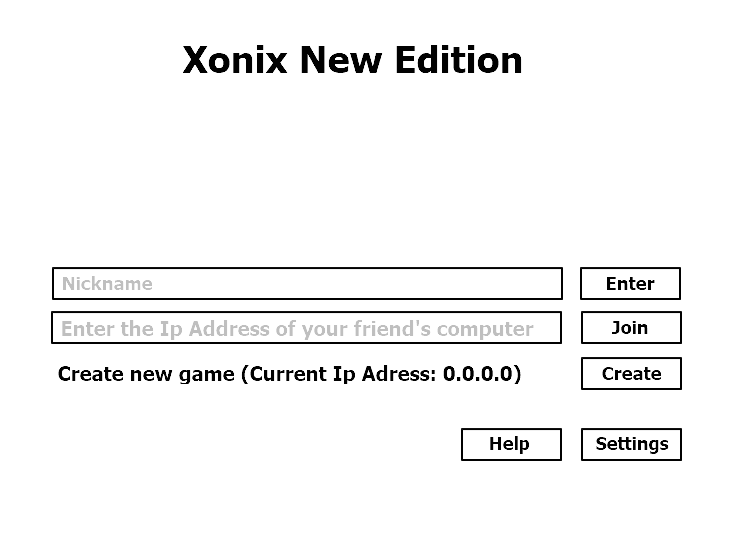 Xonix New Edition
Nickname
Enter
Enter the Ip Address of your friend's computer
Join
Create new game (Current Ip Adress: 0.0.0.0)
Create
Help
Settings